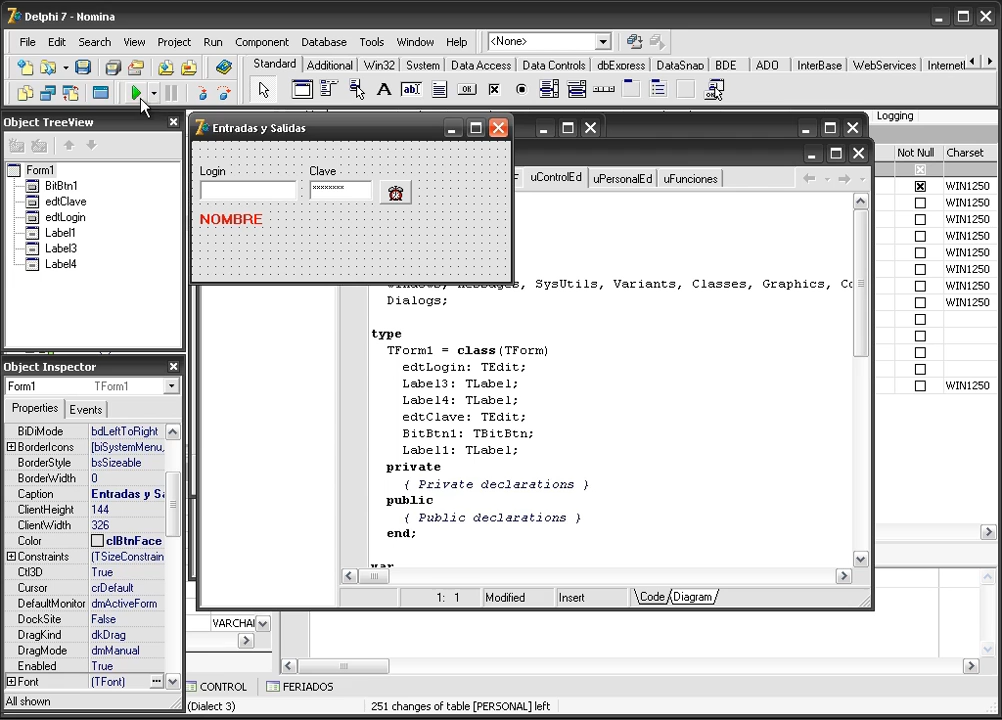 Delphi 7 - Nomina
File Edit Search View Project Run Component Database Tools Window Help <None>
Standard Additional Win32 System Data Access Data Controls dbExpress DataSnap BDE ADO InterBase WebServices
Object TreeView
Form1
BitBtn1
edtClave
edtLogin
Label1
Label3
Label4
Object Inspector
Form1 TForm1
Properties Events
BiDiMode bdLeftToRight
BorderIcons [biSystemMenu,
BorderStyle bsSizeable
BorderWidth 0
Caption Entradas y Sa
ClientHeight 144
ClientWidth 326
Color clBtnFace
Constraints (TSizeConstrain
Ctl3D True
Cursor crDefault
DefaultMonitor dmActiveForm
DockSite False
DragKind dkDrag
DragMode dmManual
Enabled True
Font (TFont)
All shown
Entradas y Salidas
Login Clave
××××××××
NOMBRE
uControlEd uPersonalEd uFunciones
Windows, Messages, SysUtils, Variants, Classes, Graphics, Co
Dialogs;
type
TForm1 = class(TForm)
edtLogin: TEdit;
Label3: TLabel;
Label4: TLabel;
edtClave: TEdit;
BitBtn1: TBitBtn;
Label1: TLabel;
private
{ Private declarations }
public
{ Public declarations }
end;
var
1: 1 Modified Insert Code Diagram
Logging
Not Null Charset
WIN1250
WIN1250
WIN1250
WIN1250
WIN1250
WIN1250
WIN1250
WIN1250
WIN1250
VARCHAR
CONTROL FERIADOS
(Dialect 3) 251 changes of table [PERSONAL] left